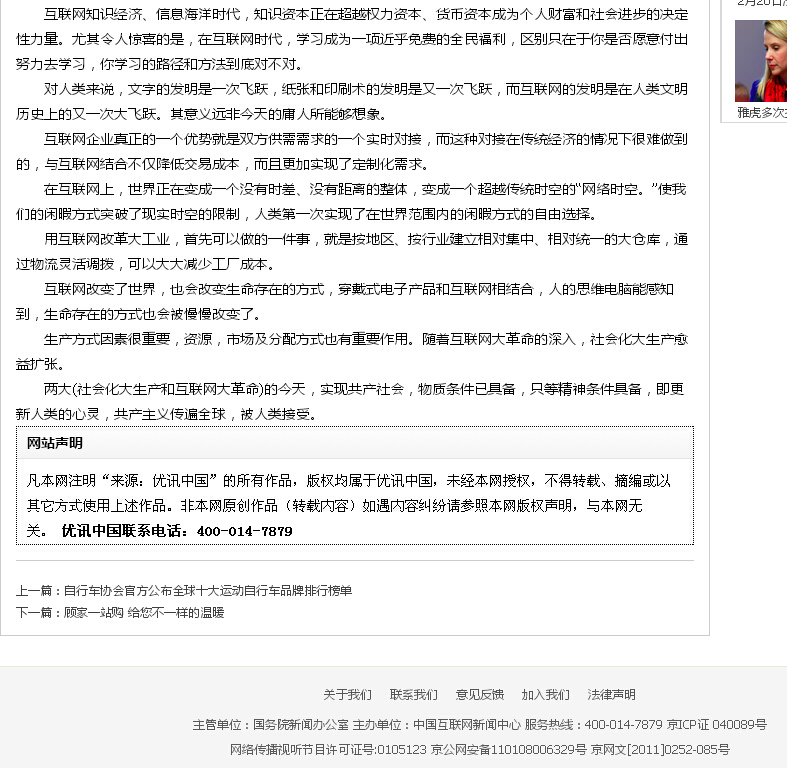 互联网知识经济、信息海洋时代，知识资本正在超越权力资本、货币资本成为个人财富和社会进步的决定
性力量。尤其令人惊喜的是，在互联网时代，学习成为一项近乎免费的全民福利，区别只在于你是否愿意付出
努力去学习，你学习的路径和方法到底对不对。
对人类来说，文字的发明是一次飞跃，纸张和印刷术的发明是又一次飞跃，而互联网的发明是在人类文明
历史上的又一次大飞跃。其意义远非今天的庸人所能够想象。
互联网企业真正的一个优势就是双方供需需求的一个实时对接，而这种对接在传统经济的情况下很难做到
的，与互联网结合不仅降低交易成本，而且更加实现了定制化需求。
在互联网上，世界正在变成一个没有时差、没有距离的整体，变成一个超越传统时空的“网络时空。”使我
们的闲暇方式突破了现实时空的限制，人类第一次实现了在世界范围内的闲暇方式的自由选择。
用互联网改革大工业，首先可以做的一件事，就是按地区、按行业建立相对集中、相对统一的大仓库，通
过物流灵活调拨，可以大大减少工厂成本。
互联网改变了世界，也会改变生命存在的方式，穿戴式电子产品和互联网相结合，人的思维电脑能感知
到，生命存在的方式也会被慢慢改变了。
生产方式因素很重要，资源，市场及分配方式也有重要作用。随着互联网大革命的深入，社会化大生产愈
益扩张。
两大(社会化大生产和互联网大革命)的今天，实现共产社会，物质条件已具备，只等精神条件具备，即更
新人类的心灵，共产主义传遍全球，被人类接受。
网站声明
凡本网注明“来源：优讯中国”的所有作品，版权均属于优讯中国，未经本网授权，不得转载、摘编或以
其它方式使用上述作品。非本网原创作品（转载内容）如遇内容纠纷请参照本网版权声明，与本网无
关。 优讯中国联系电话：400-014-7879
上一篇：自行车协会官方公布全球十大运动自行车品牌排行榜单
下一篇：顾家一站购 给您不一样的温暖
雅虎多次
关于我们 联系我们 意见反馈 加入我们 法律声明
主管单位：国务院新闻办公室 主办单位：中国互联网新闻中心 服务热线：400-014-7879 京ICP证 040089号
网络传播视听节目许可证号:0105123 京公网安备110108006329号 京网文[2011]0252-085号